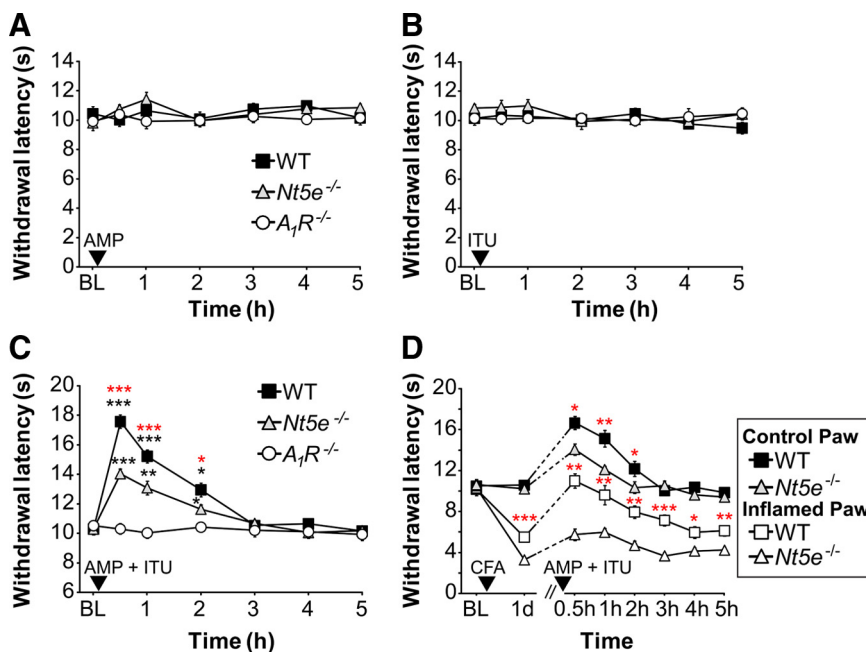 A
Withdrawal latency (s)
14
12
10
8
6
4
2
0
WT
Nt5e-/-
A1R-/-
AMP
BL 1 2 3 4 5
Time (h)
B
Withdrawal latency (s)
14
12
10
8
6
4
2
0
ITU
BL 1 2 3 4 5
Time (h)
C
Withdrawal latency (s)
20
18
16
14
12
10
8
6
*** *** *
*** *** *
*** ** *
WT
Nt5e-/-
A1R-/-
AMP + ITU
BL 1 2 3 4 5
Time (h)
D
Withdrawal latency (s)
20
16
12
8
4
0
* ** *
*** ** ** ** *** * **
CFA AMP + ITU
BL 1d // 0.5h 1h 2h 3h 4h 5h
Time
Control Paw
WT
Nt5e-/-
Inflamed Paw
WT
Nt5e-/-